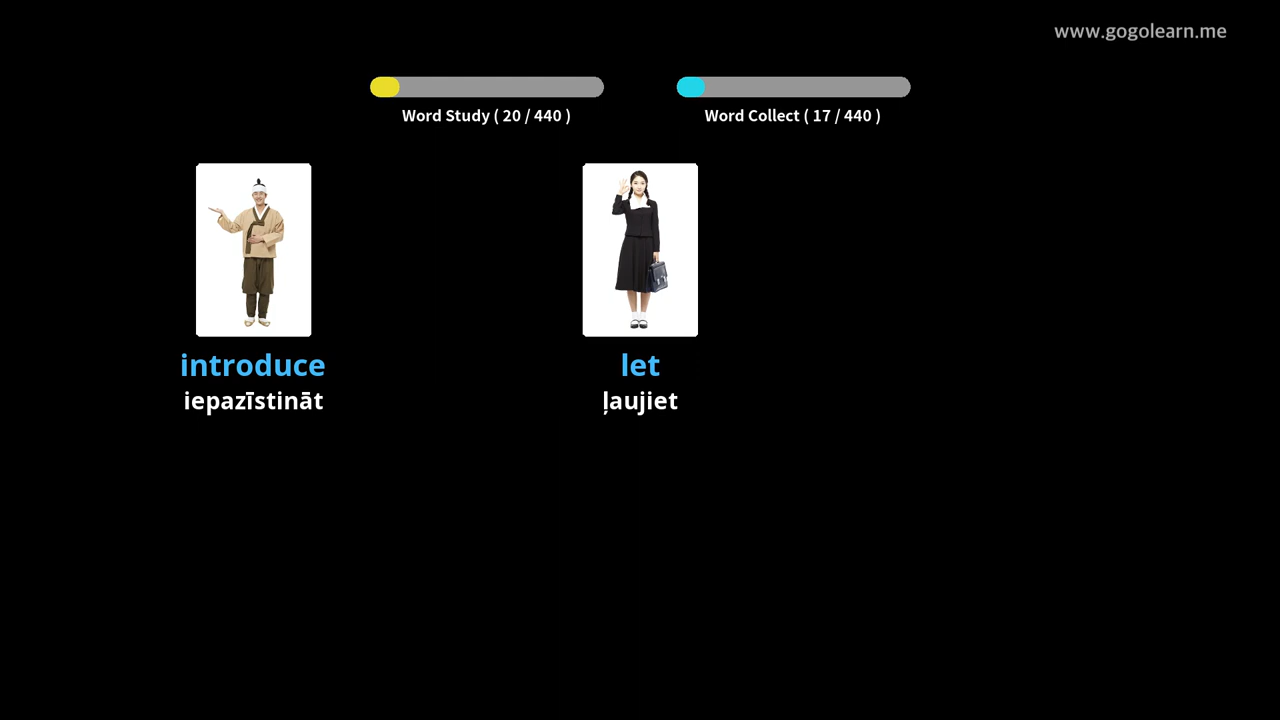 www.gogolearn.me
Word Study ( 20 / 440 )
Word Collect ( 17 / 440 )
introduce
iepazīstināt
let
ļaujiet